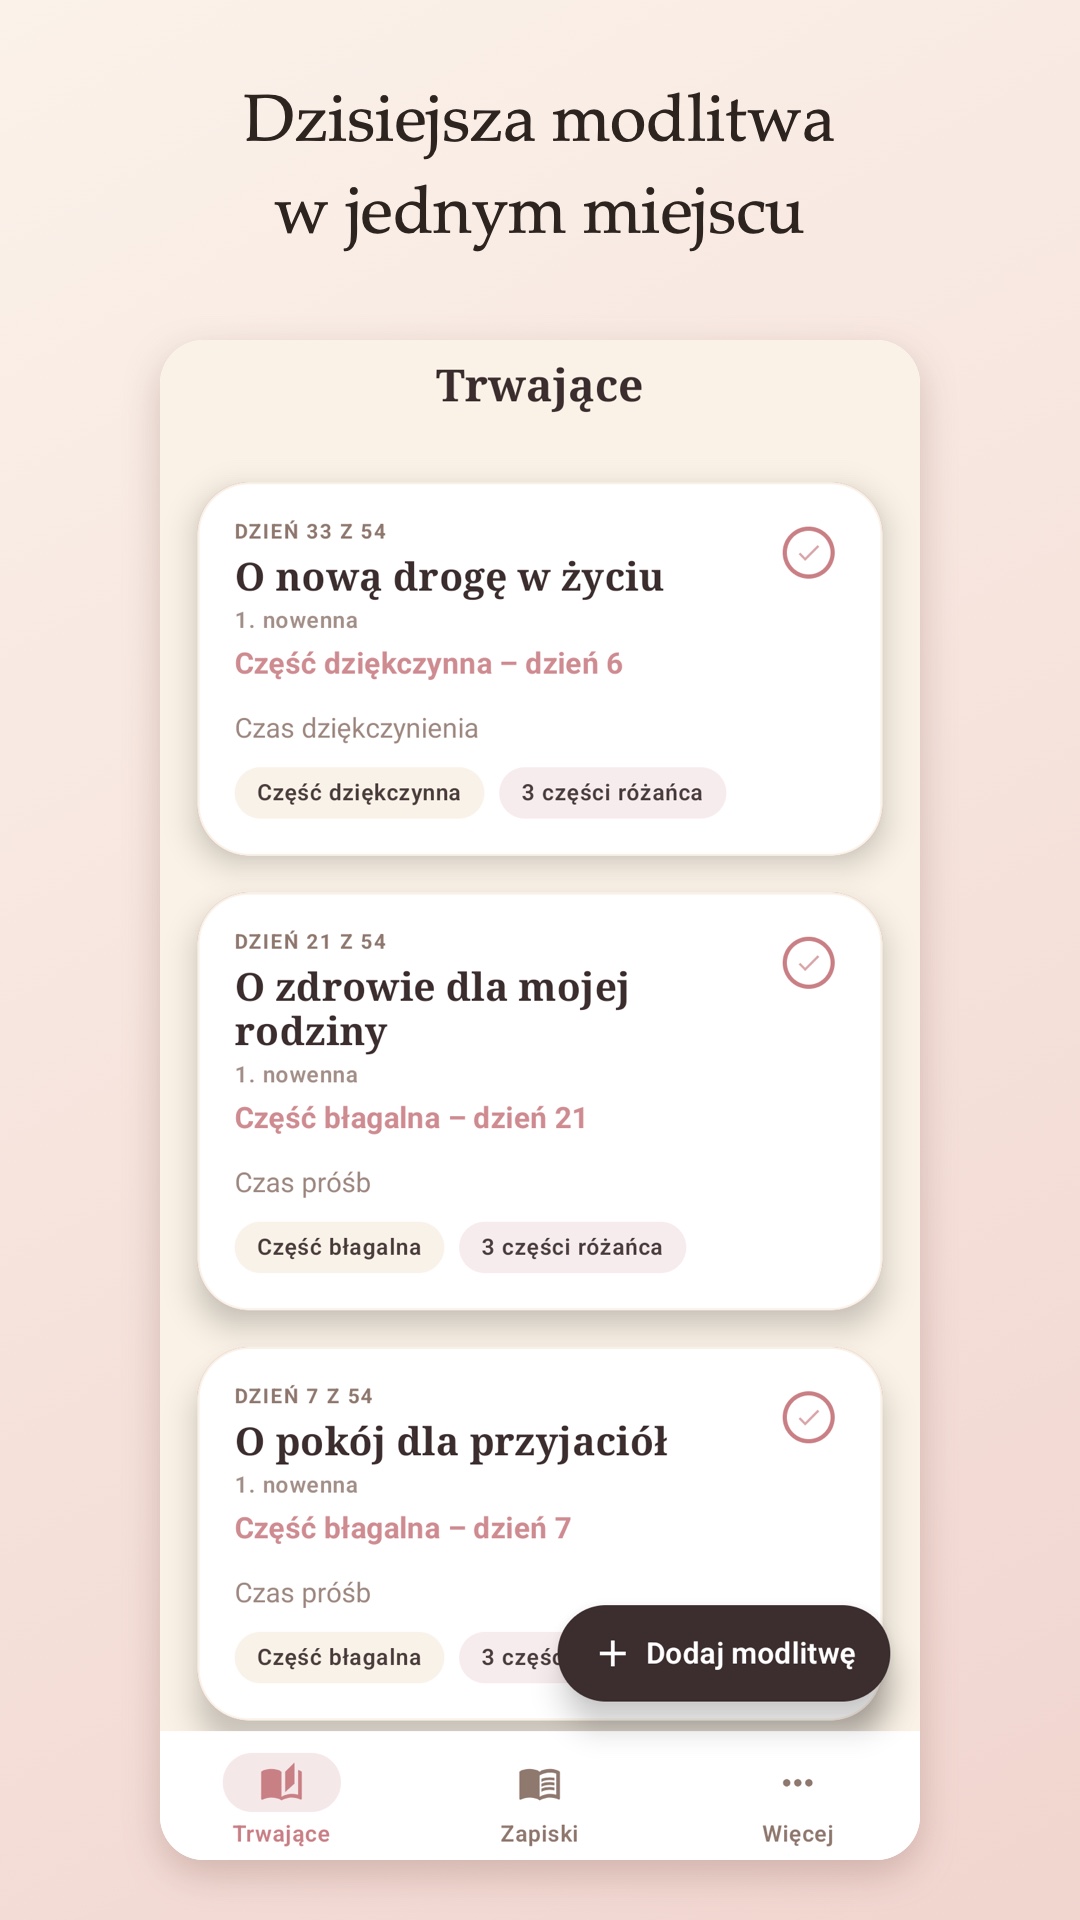 Dzisiejsza modlitwa
w jednym miejscu
Trwające
DZIEŃ 33 Z 54
O nową drogę w życiu
1. nowenna
Część dziękczynna – dzień 6
Czas dziękczynienia
Część dziękczynna
3 części różańca
DZIEŃ 21 Z 54
O zdrowie dla mojej
rodziny
1. nowenna
Część błagalna – dzień 21
Czas próśb
Część błagalna
3 części różańca
DZIEŃ 7 Z 54
O pokój dla przyjaciół
1. nowenna
Część błagalna – dzień 7
Czas próśb
Część błagalna
3
Dodaj modlitwę
Trwające
Zapiski
Więcej